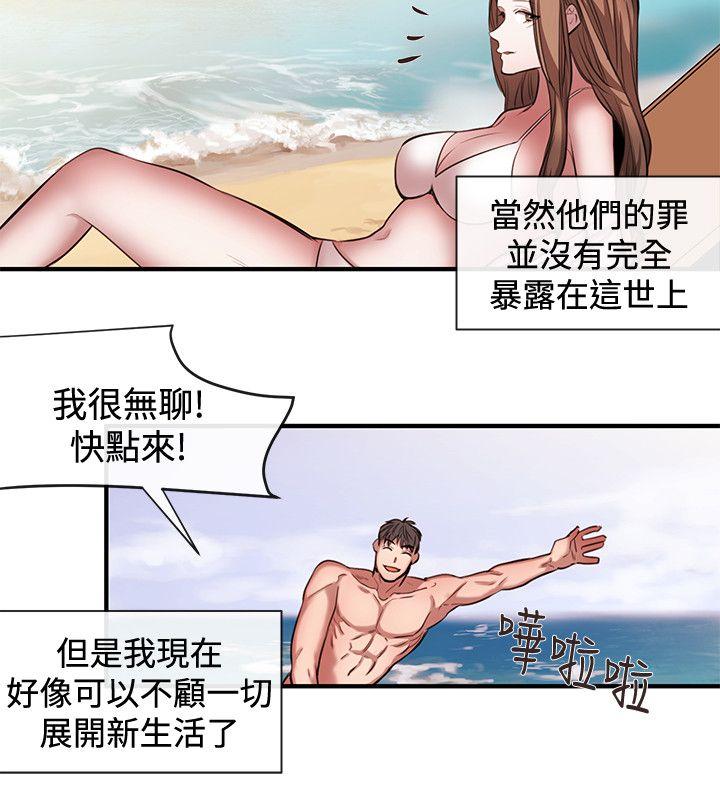 當然他們的罪
並沒有完全
暴露在這世上
我很無聊!
快點來!
嘩啦啦
但是我現在
好像可以不顧一切
展開新生活了